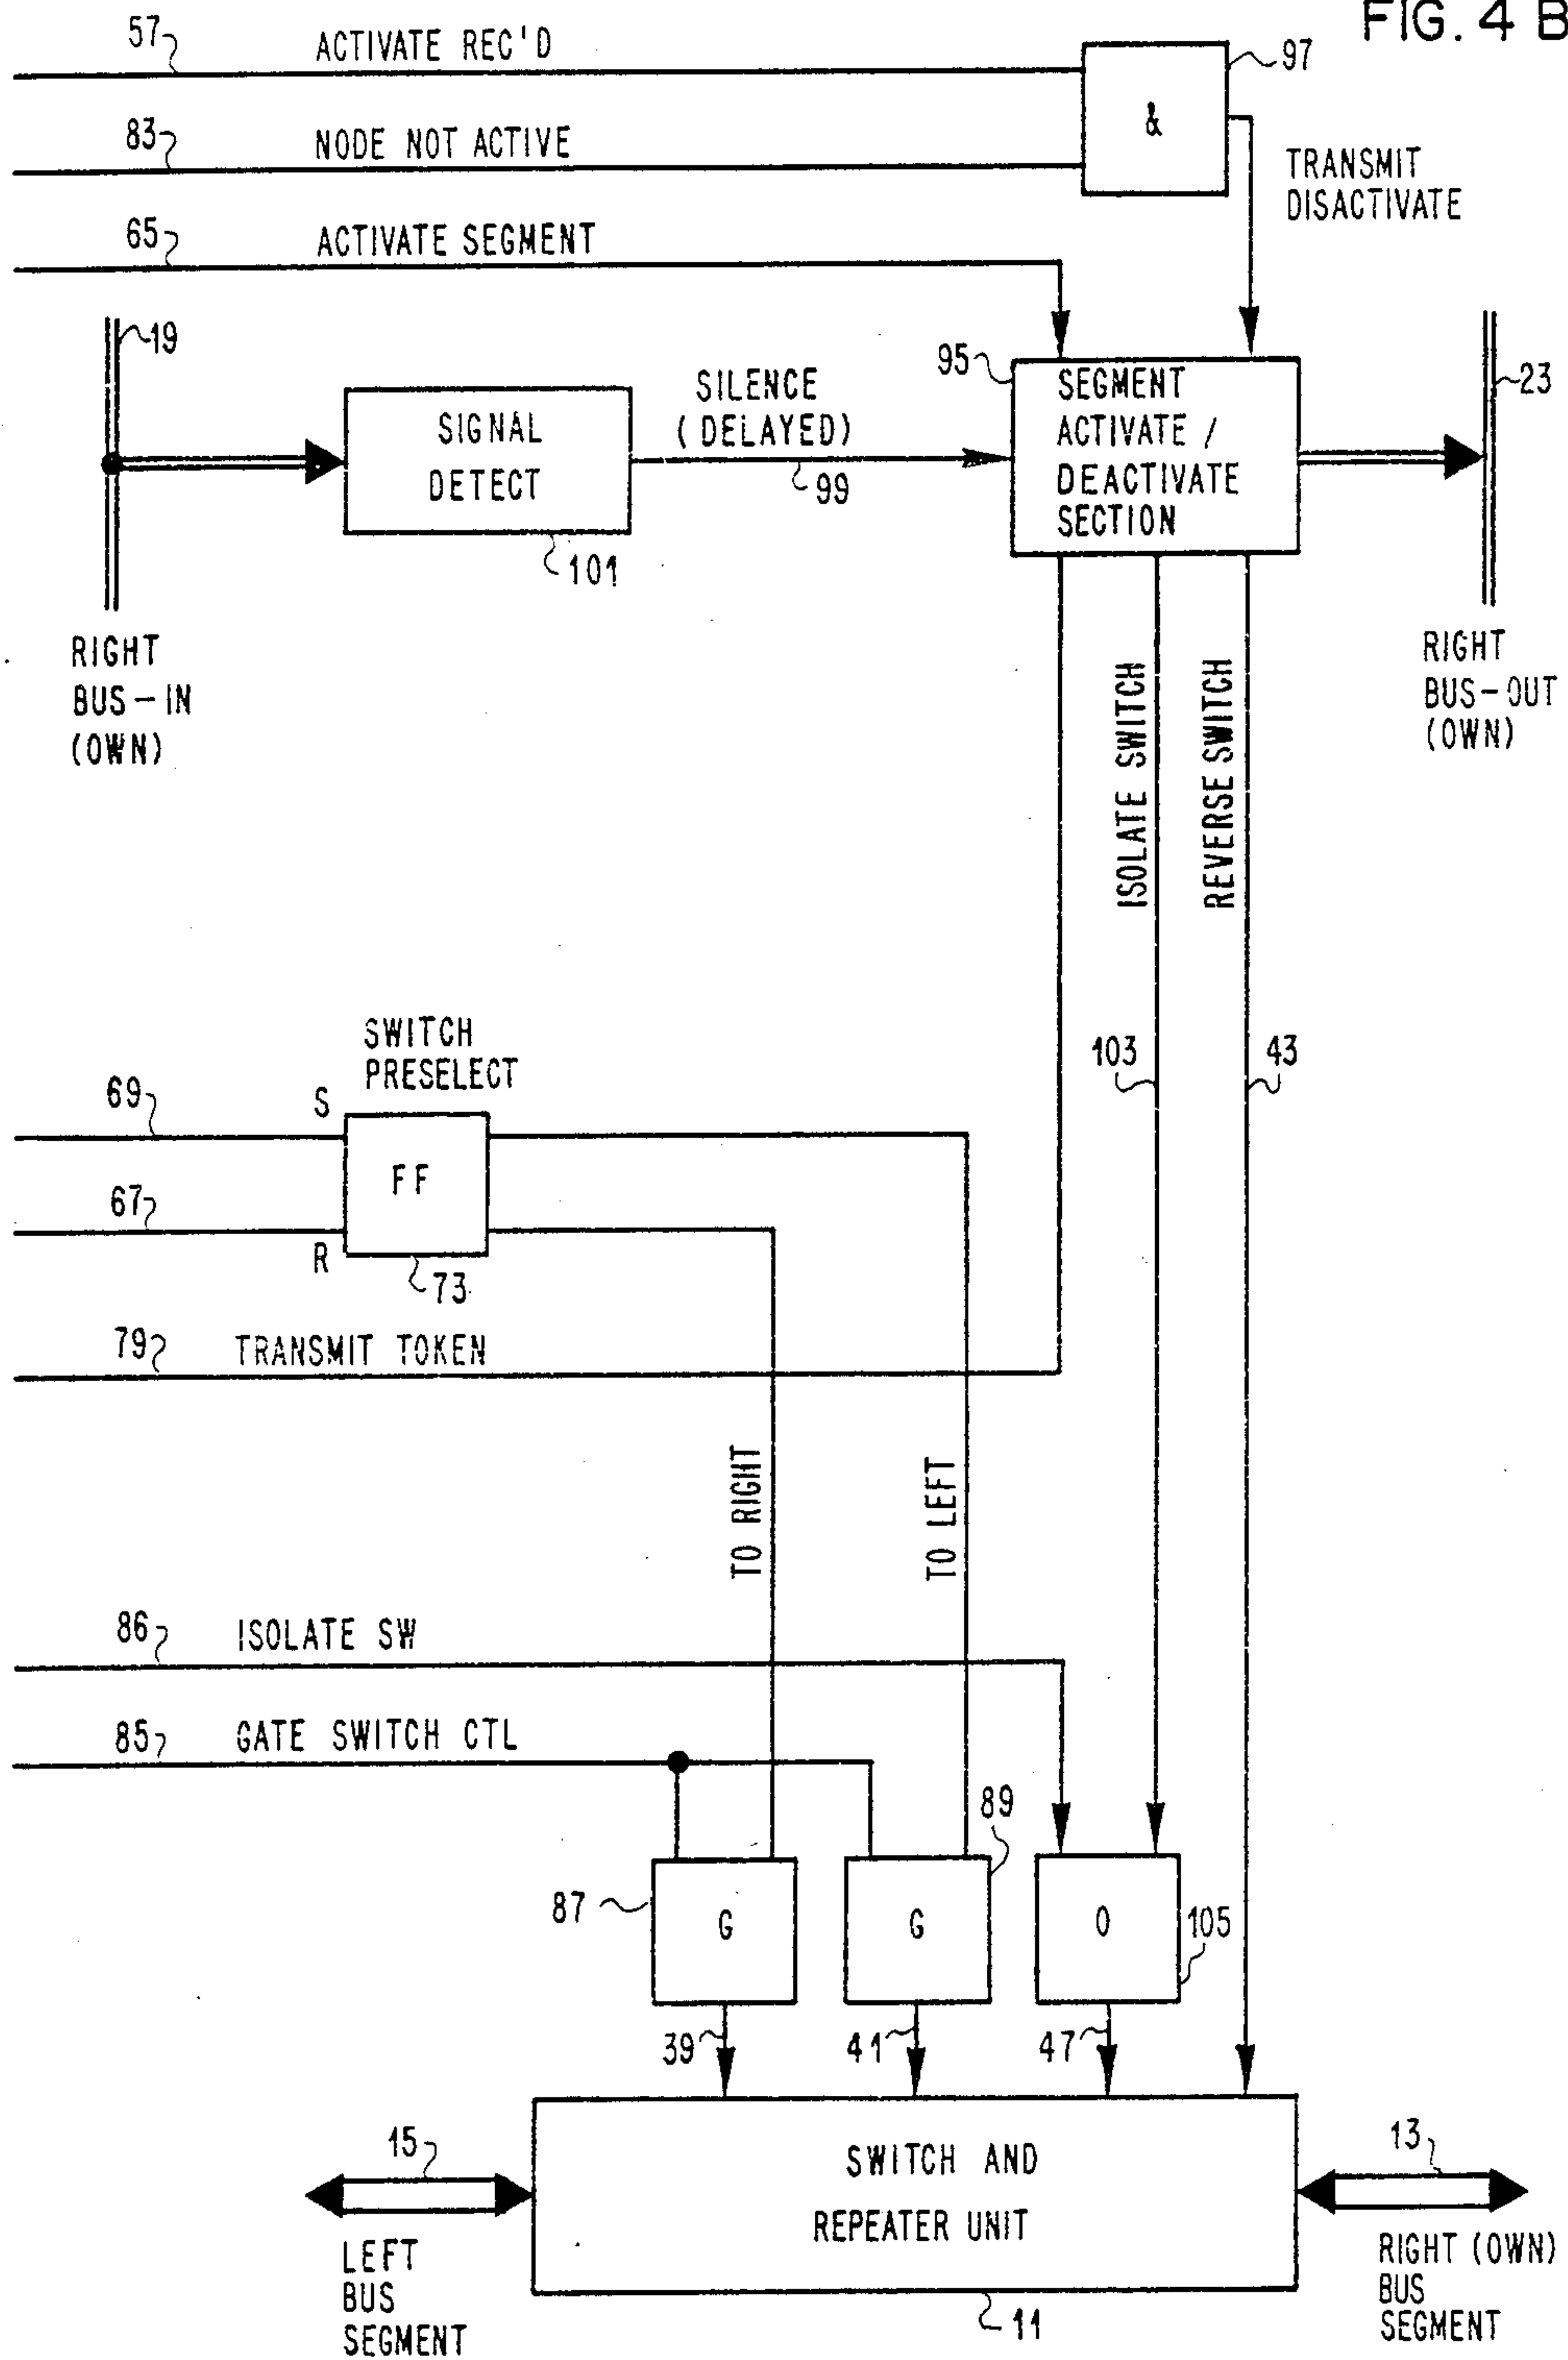 FIG. 4 B
57
ACTIVATE REC'D
97
&
83
NODE NOT ACTIVE
TRANSMIT
DISACTIVATE
65
ACTIVATE SEGMENT
19
95
23
SIGNAL
DETECT
101
SILENCE
(DELAYED)
99
SEGMENT
ACTIVATE /
DEACTIVATE
SECTION
RIGHT
BUS-IN
(OWN)
RIGHT
BUS-OUT
(OWN)
ISOLATE SWITCH
REVERSE SWITCH
103
43
SWITCH
PRESELECT
69
S
FF
67
R
73
79
TRANSMIT TOKEN
TO RIGHT
TO LEFT
86
ISOLATE SW
85
GATE SWITCH CTL
89
87
G
G
O
105
39
41
47
15
13
SWITCH AND
REPEATER UNIT
LEFT
BUS
SEGMENT
11
RIGHT (OWN)
BUS
SEGMENT